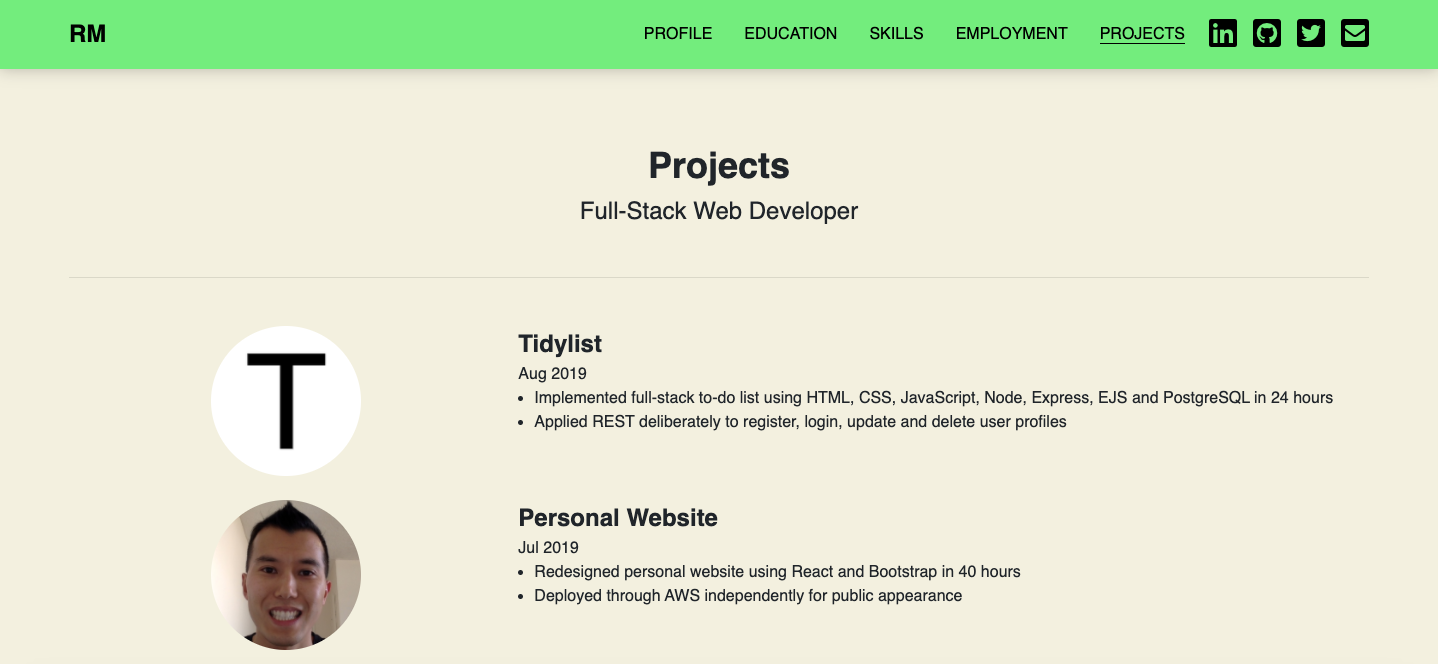 RM
PROFILE EDUCATION SKILLS EMPLOYMENT PROJECTS
Projects
Full-Stack Web Developer
T
Tidylist
Aug 2019
• Implemented full-stack to-do list using HTML, CSS, JavaScript, Node, Express, EJS and PostgreSQL in 24 hours
• Applied REST deliberately to register, login, update and delete user profiles
Personal Website
Jul 2019
• Redesigned personal website using React and Bootstrap in 40 hours
• Deployed through AWS independently for public appearance